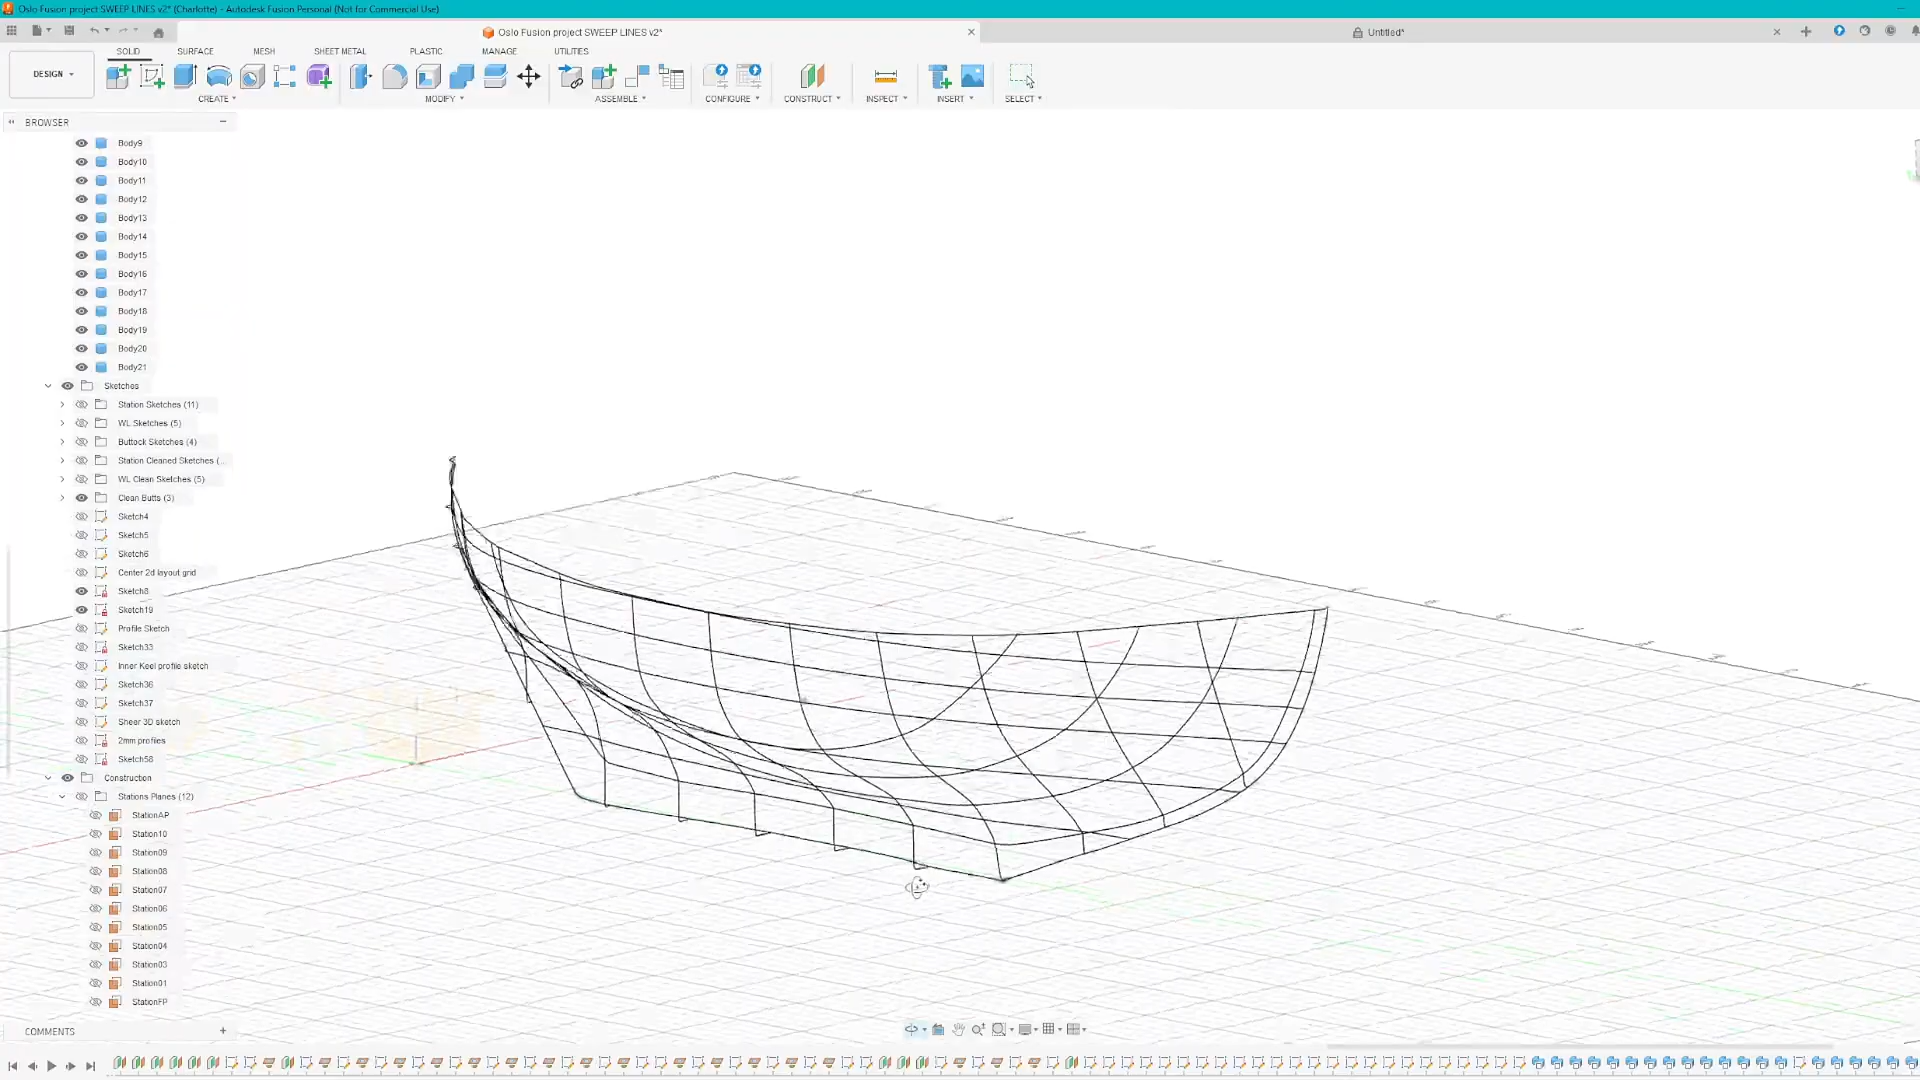 Oslo Fusion project SWEEP LINES v2* (Charlotte) - Autodesk Fusion Personal (Not for Commercial Use)
Oslo Fusion project SWEEP LINES v2*
Untitled*
DESIGN
SOLID
SURFACE
MESH
SHEET METAL
PLASTIC
MANAGE
UTILITIES
CREATE
MODIFY
ASSEMBLE
CONFIGURE
CONSTRUCT
INSPECT
INSERT
SELECT
BROWSER
Body9
Body10
Body11
Body12
Body13
Body14
Body15
Body16
Body17
Body18
Body19
Body20
Body21
Sketches
Station Sketches (11)
WL Sketches (5)
Buttock Sketches (4)
Station Cleaned Sketches (...
WL Clean Sketches (5)
Clean Butts (3)
Sketch4
Sketch5
Sketch6
Center 2d layout grid
Sketch8
Sketch19
Profile Sketch
Sketch33
Inner Keel profile sketch
Sketch36
Sketch37
Sheer 3D sketch
2mm profiles
Sketch58
Construction
Stations Planes (12)
StationAP
Station10
Station09
Station08
Station07
Station06
Station05
Station04
Station03
Station01
StationFP
COMMENTS